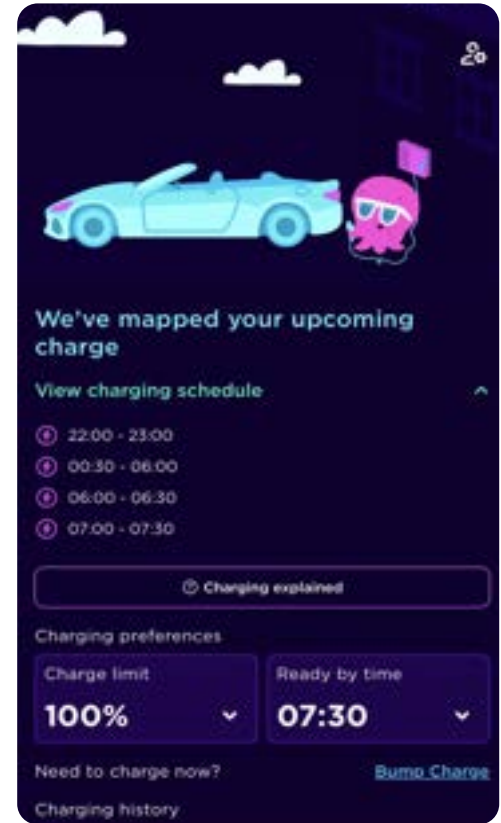 We've mapped your upcoming
charge
View charging schedule
22:00 - 23:00
00:30 - 06:00
06:00 - 06:30
07:00 - 07:30
Charging explained
Charging preferences
Charge limit
Ready by time
100%
07:30
Need to charge now?
Bump Charge
Charging history